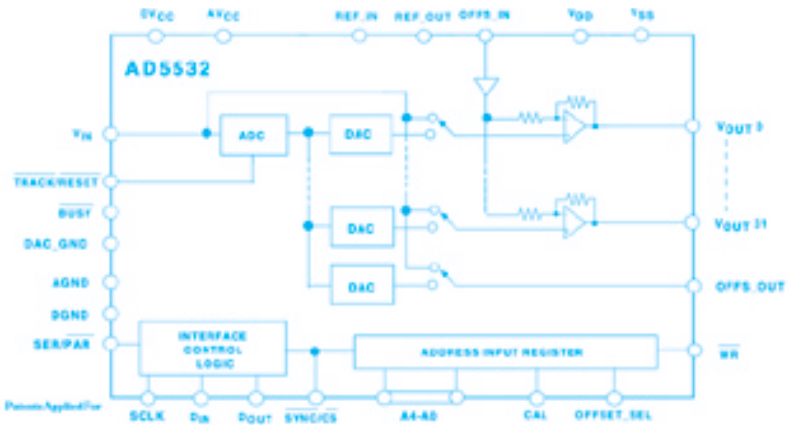 DVCC AVCC REF_IN REF_OUT OFFS_IN VDD VSS
AD5532
VIN
ADC
DAC
VOUT 0
TRACK/RESET
BUSY
DAC_GND
DAC
VOUT 31
AGND
DAC
OFFS_OUT
DGND
SER/PAR
INTERFACE
CONTROL
LOGIC
ADDRESS INPUT REGISTER
WR
Patents Applied For
SCLK DIN DOUT SYNC/CS A4-A0 CAL OFFSET_SEL